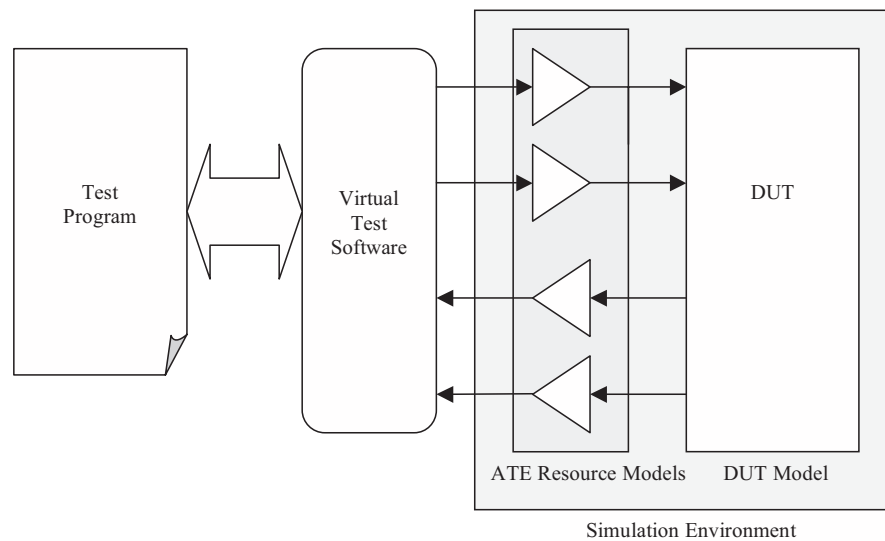 Test
Program
Virtual
Test
Software
DUT
ATE Resource Models
DUT Model
Simulation Environment